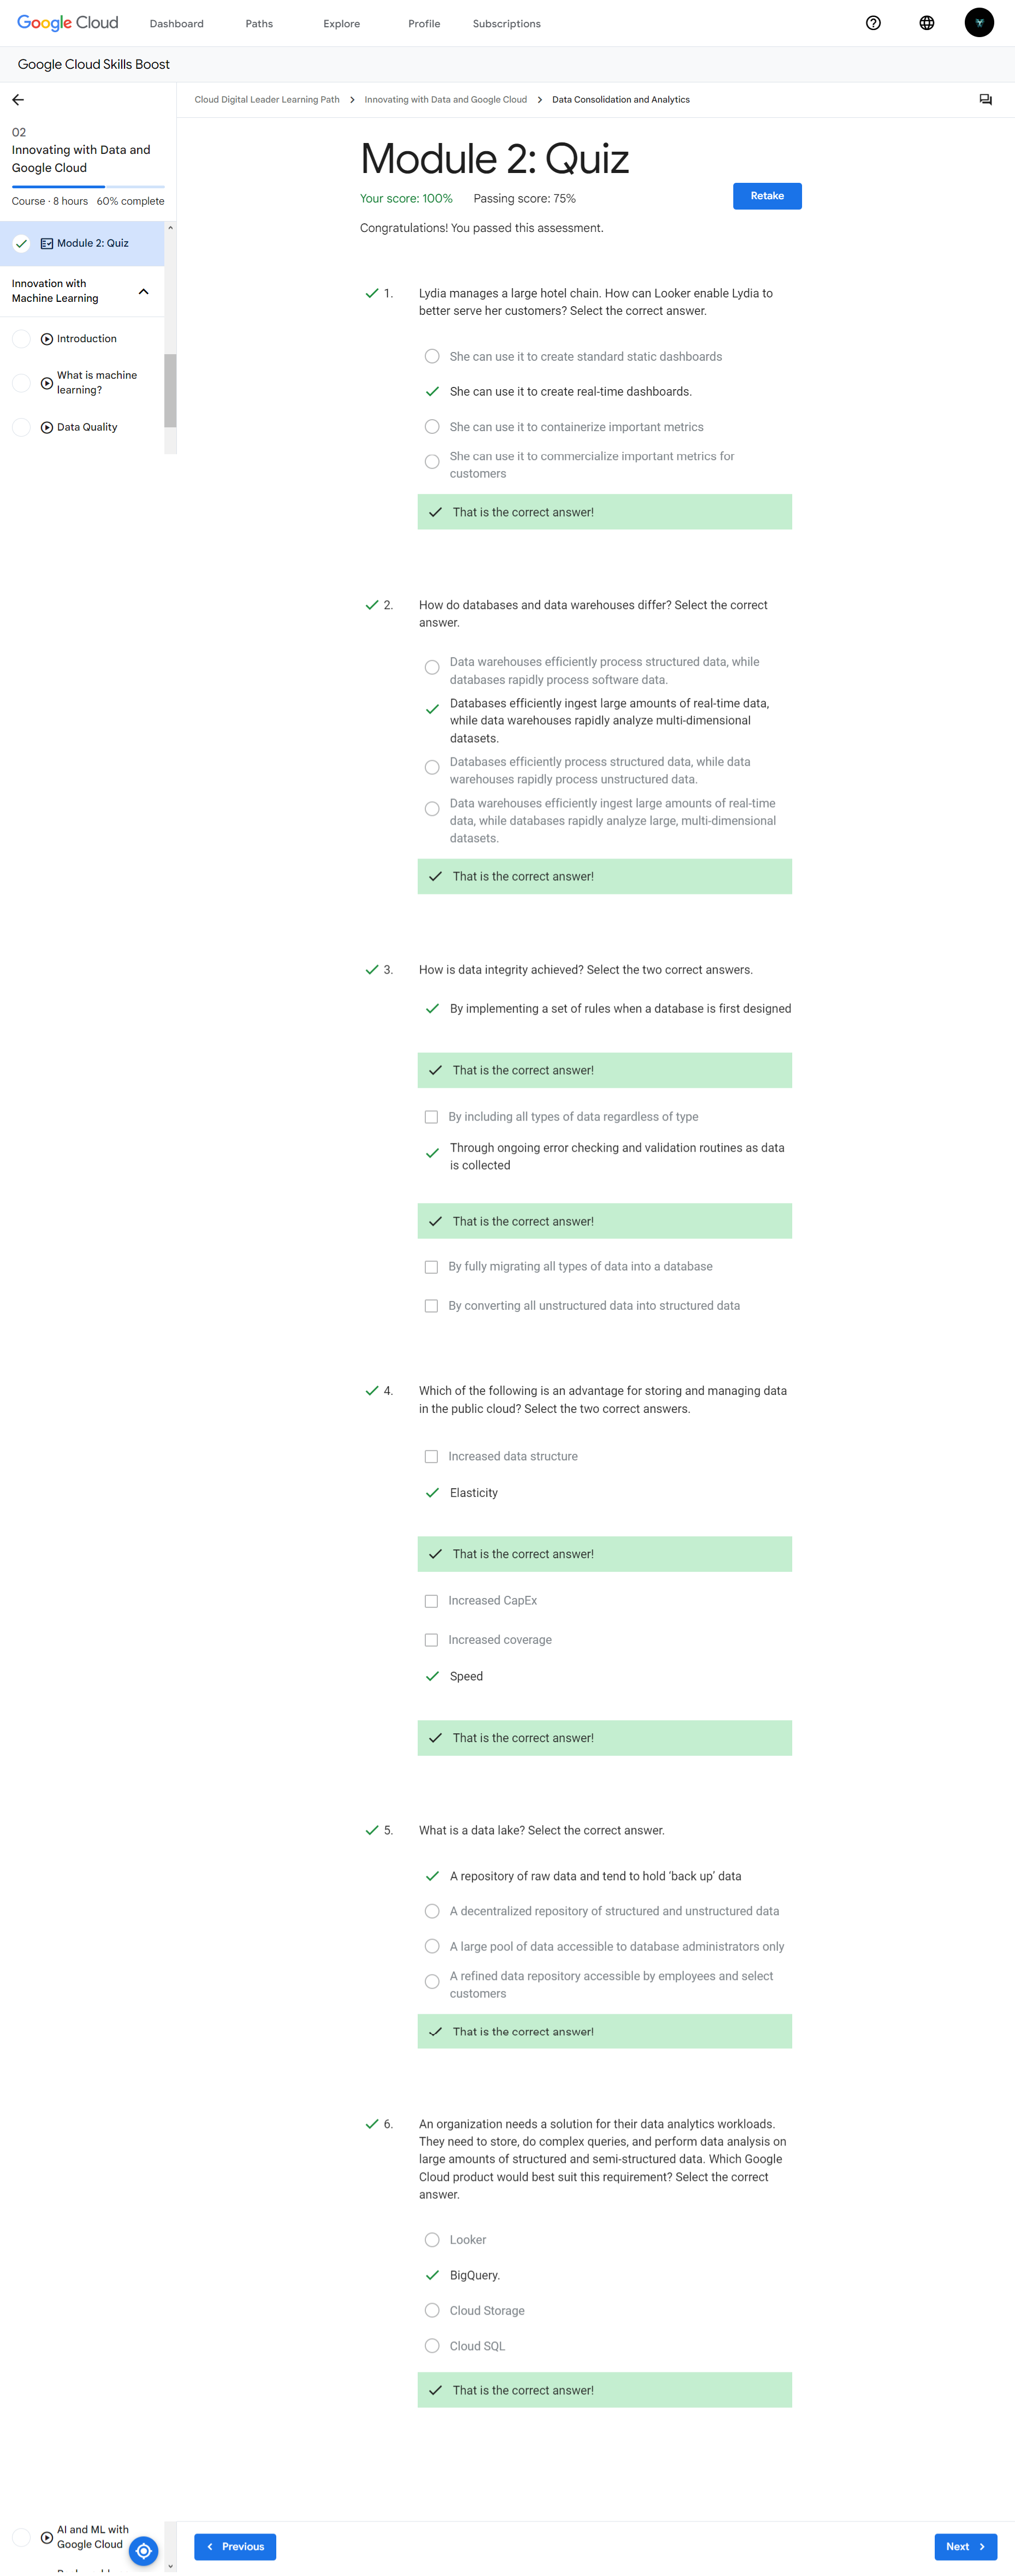 Google Cloud Dashboard Paths Explore Profile Subscriptions
Google Cloud Skills Boost
Cloud Digital Leader Learning Path Innovating with Data and Google Cloud Data Consolidation and Analytics
02
Innovating with Data and
Google Cloud
Course · 8 hours 60% complete
Module 2: Quiz
Innovation with
Machine Learning
Introduction
What is machine
learning?
Data Quality
Module 2: Quiz
Your score: 100% Passing score: 75%
Retake
Congratulations! You passed this assessment.
1. Lydia manages a large hotel chain. How can Looker enable Lydia to
better serve her customers? Select the correct answer.
She can use it to create standard static dashboards
She can use it to create real-time dashboards.
She can use it to containerize important metrics
She can use it to commercialize important metrics for
customers
That is the correct answer!
2. How do databases and data warehouses differ? Select the correct
answer.
Data warehouses efficiently process structured data, while
databases rapidly process software data.
Databases efficiently ingest large amounts of real-time data,
while data warehouses rapidly analyze multi-dimensional
datasets.
Databases efficiently process structured data, while data
warehouses rapidly process unstructured data.
Data warehouses efficiently ingest large amounts of real-time
data, while databases rapidly analyze large, multi-dimensional
datasets.
That is the correct answer!
3. How is data integrity achieved? Select the two correct answers.
By implementing a set of rules when a database is first designed
That is the correct answer!
By including all types of data regardless of type
Through ongoing error checking and validation routines as data
is collected
That is the correct answer!
By fully migrating all types of data into a database
By converting all unstructured data into structured data
4. Which of the following is an advantage for storing and managing data
in the public cloud? Select the two correct answers.
Increased data structure
Elasticity
That is the correct answer!
Increased CapEx
Increased coverage
Speed
That is the correct answer!
5. What is a data lake? Select the correct answer.
A repository of raw data and tend to hold ‘back up’ data
A decentralized repository of structured and unstructured data
A large pool of data accessible to database administrators only
A refined data repository accessible by employees and select
customers
That is the correct answer!
6. An organization needs a solution for their data analytics workloads.
They need to store, do complex queries, and perform data analysis on
large amounts of structured and semi-structured data. Which Google
Cloud product would best suit this requirement? Select the correct
answer.
Looker
BigQuery.
Cloud Storage
Cloud SQL
That is the correct answer!
AI and ML with
Google Cloud
Previous
Next